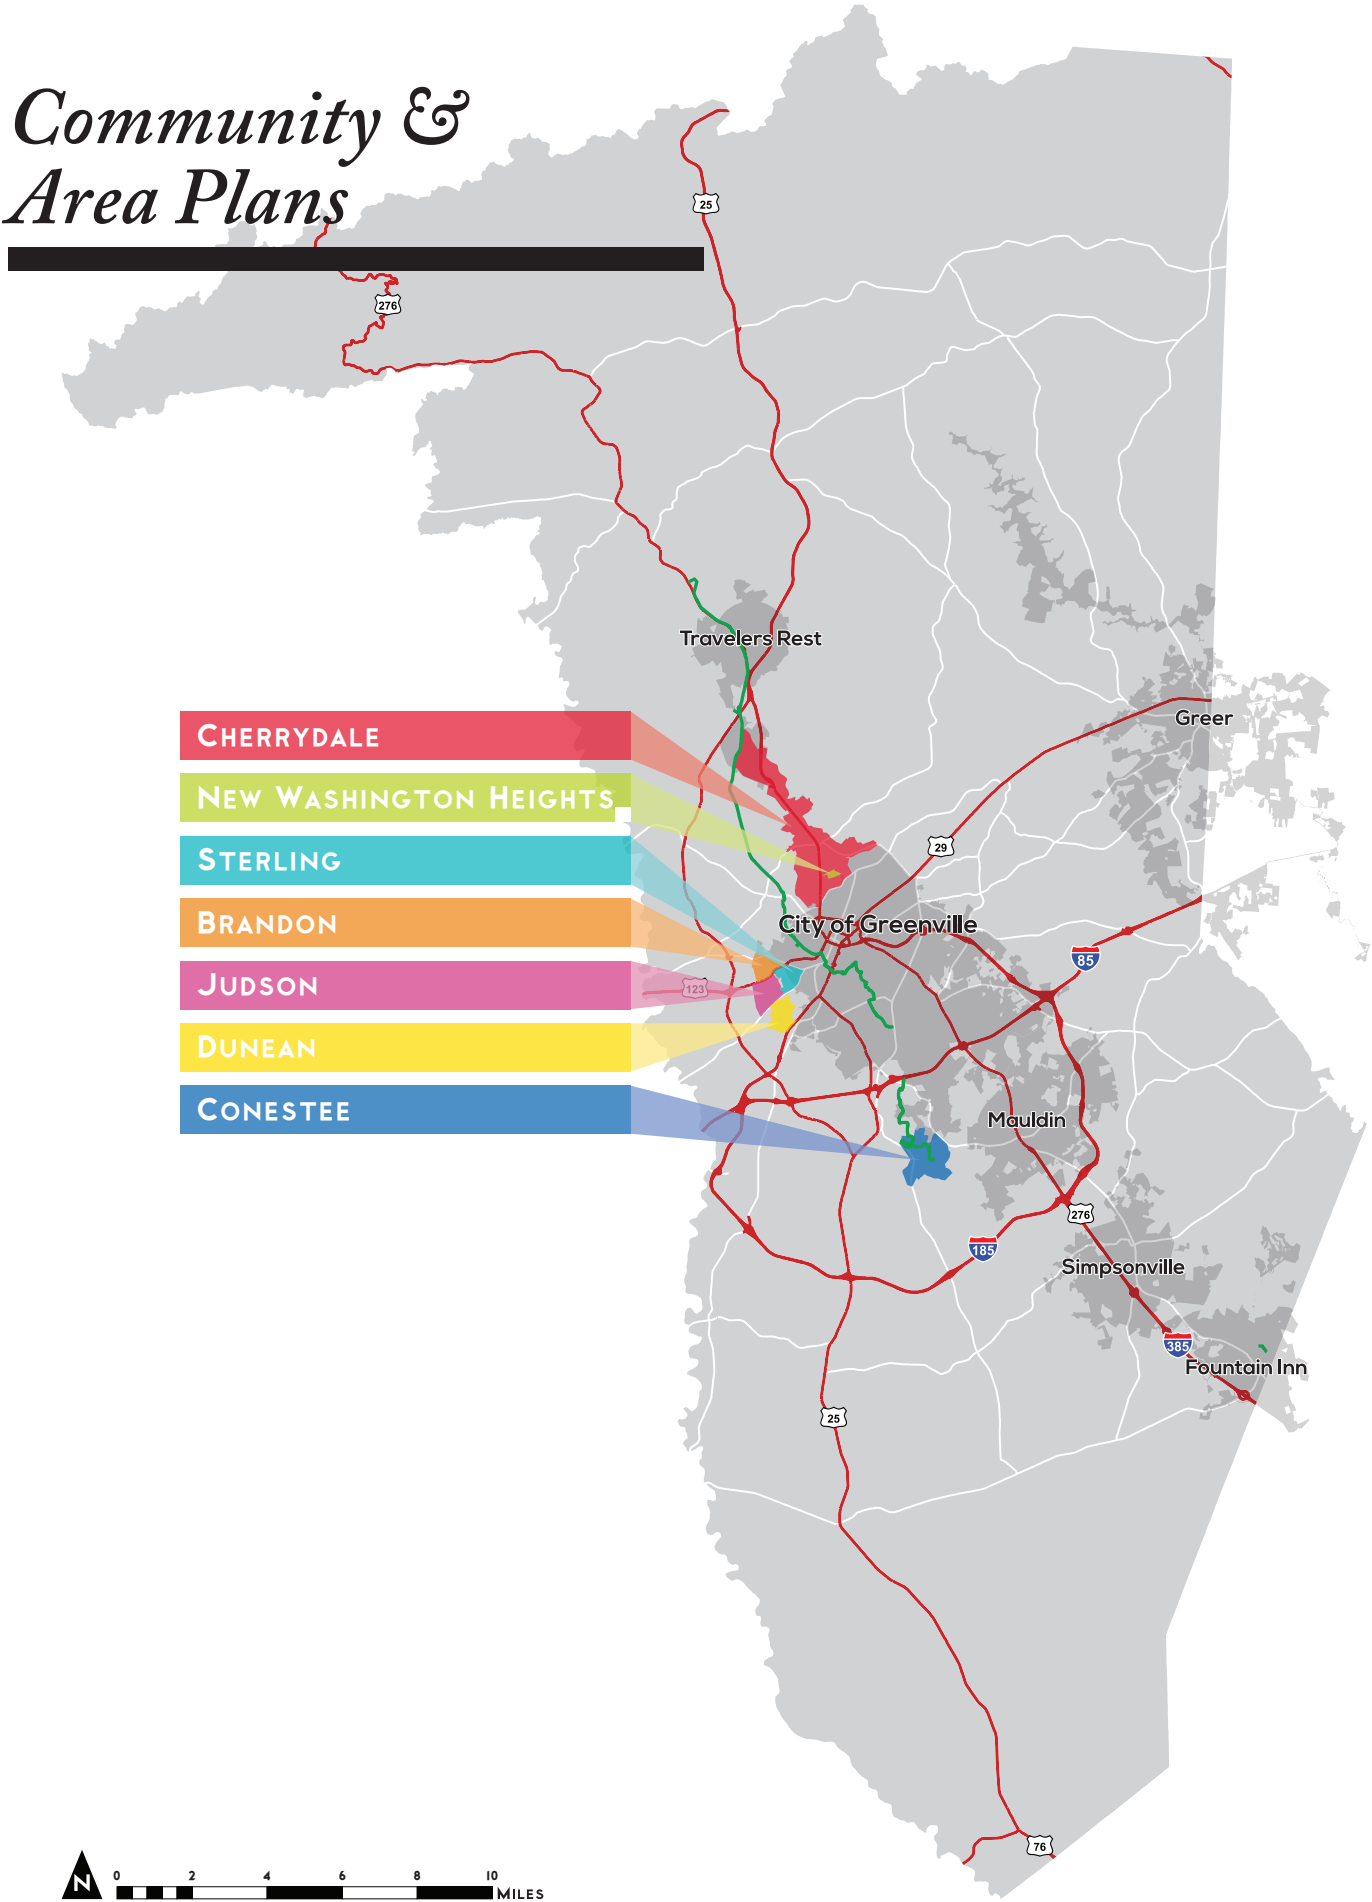 Community &
Area Plans
25
276
Travelers Rest
CHERRYDALE
Greer
NEW WASHINGTON HEIGHTS
STERLING
29
BRANDON
City of Greenville
85
JUDSON
123
DUNEAN
CONESTEE
Mauldin
276
185
Simpsonville
385
Fountain Inn
25
76
N
0 2 4 6 8 10
MILES